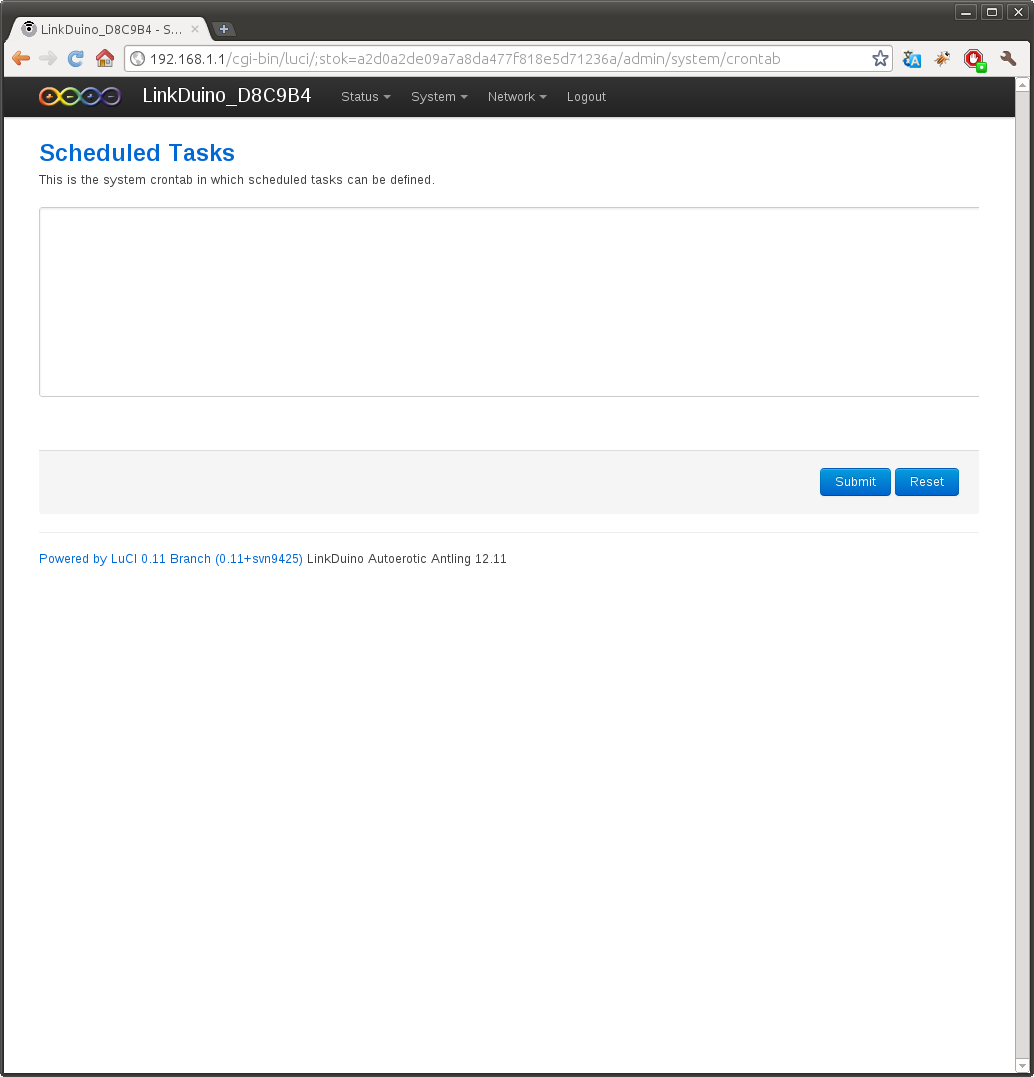 LinkDuino_D8C9B4 - S...
192.168.1.1/cgi-bin/luci/;stok=a2d0a2de09a7a8da477f818e5d71236a/admin/system/crontab
LinkDuino_D8C9B4 Status System Network Logout
Scheduled Tasks
This is the system crontab in which scheduled tasks can be defined.
Submit Reset
Powered by LuCI 0.11 Branch (0.11+svn9425) LinkDuino Autoerotic Antling 12.11